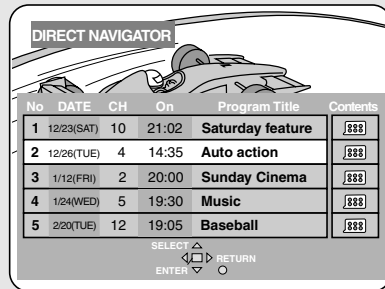 DIRECT NAVIGATOR
No DATE CH On Program Title Contents
1 12/23(SAT) 10 21:02 Saturday feature
2 12/26(TUE) 4 14:35 Auto action
3 1/12(FRI) 2 20:00 Sunday Cinema
4 1/24(WED) 5 19:30 Music
5 2/20(TUE) 12 19:05 Baseball
SELECT
RETURN
ENTER